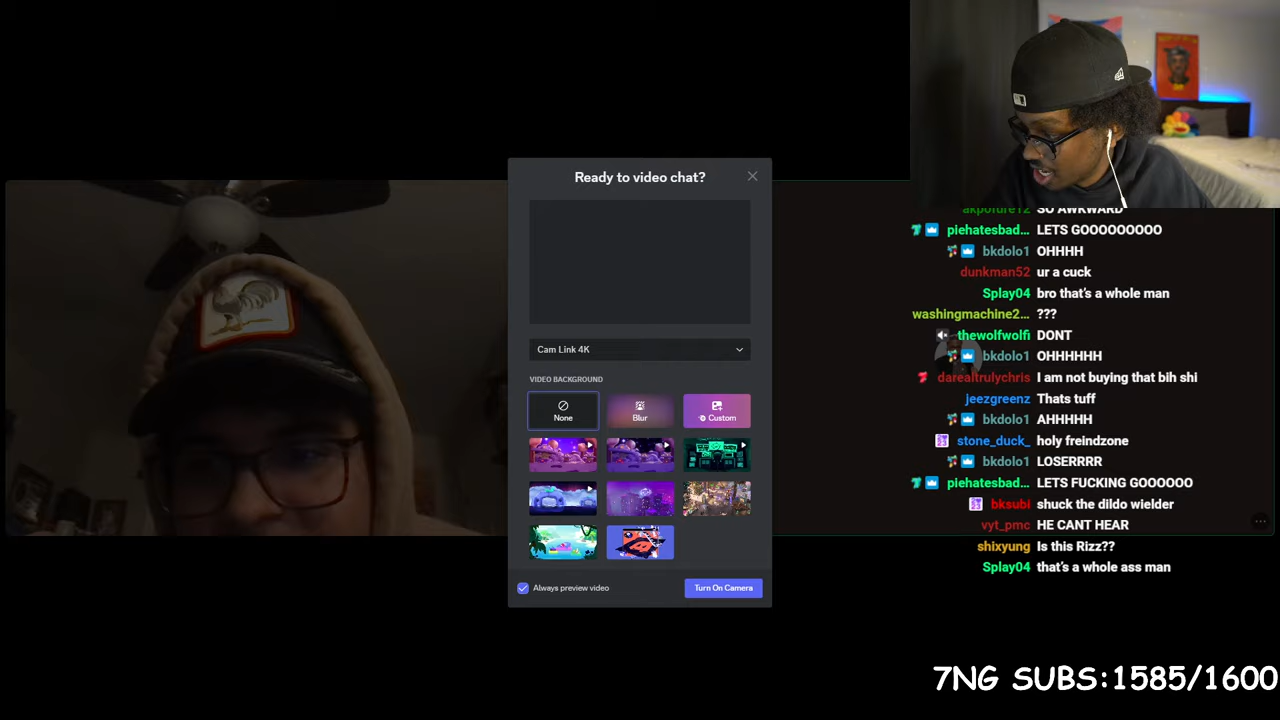 Ready to video chat?
Cam Link 4K
VIDEO BACKGROUND
None
Blur
Custom
Always preview video
Turn On Camera
akpofure12 SO AWKWARD
piehatesbad... LETS GOOOOOOOOO
bkdolo1 OHHHH
dunkman52 ur a cuck
Splay04 bro that's a whole man
washingmachine2... ???
thewolfwolfi DONT
bkdolo1 OHHHHHH
darealtrulychris I am not buying that bih shi
jeezgreenz Thats tuff
bkdolo1 AHHHHH
stone_duck_ holy freindzone
bkdolo1 LOSERRRR
piehatesbad... LETS FUCKING GOOOOOO
bksubi shuck the dildo wielder
vyt_pmc HE CANT HEAR
shixyung Is this Rizz??
Splay04 that's a whole ass man
7NG SUBS:1585/1600